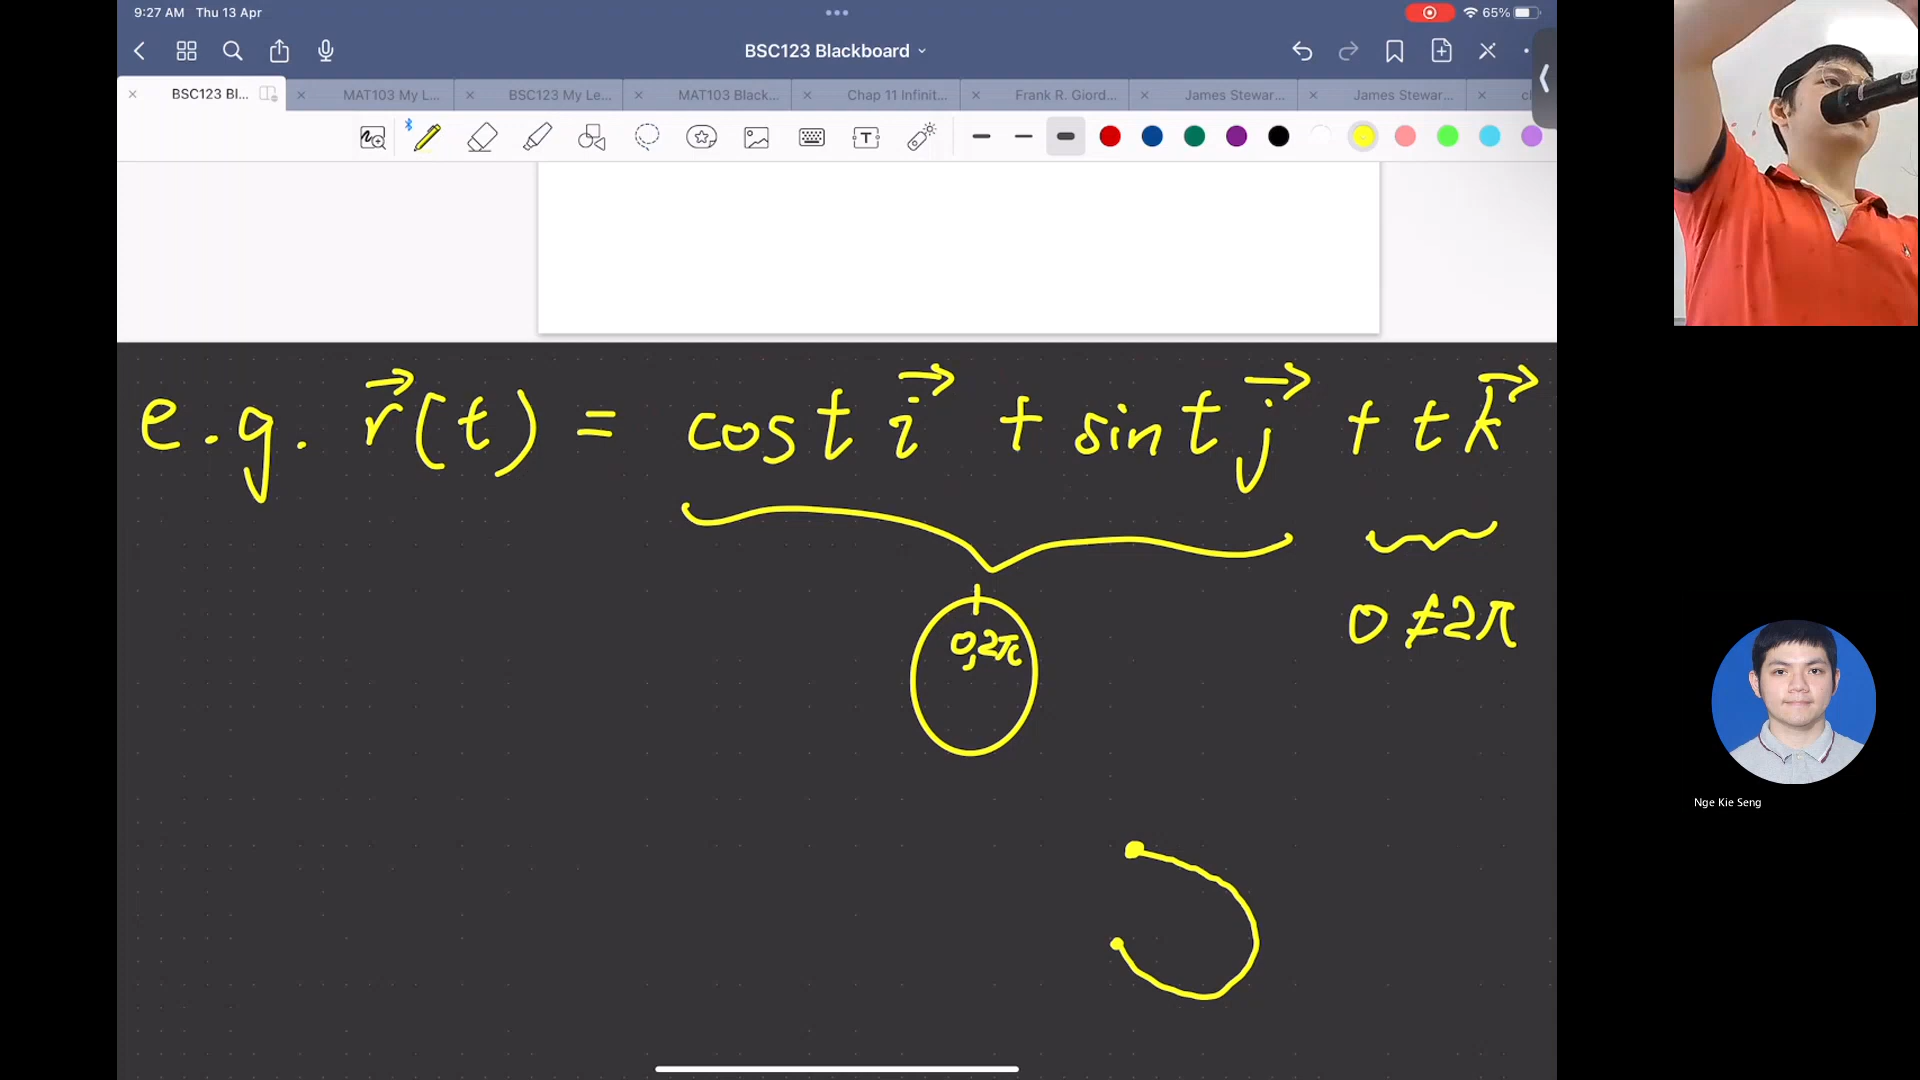 9:27 AM Thu 13 Apr
65%
BSC123 Blackboard
BSC123 Bl...
MAT103 My L...
BSC123 My Le...
MAT103 Black...
Chap 11 Infinit...
Frank R. Giord...
James Stewar...
James Stewar...
T
e.g. r⃗(t) = cos t i⃗ + sin t j⃗ + t k⃗
0,2π
0 ≠ 2π
Nge Kie Seng